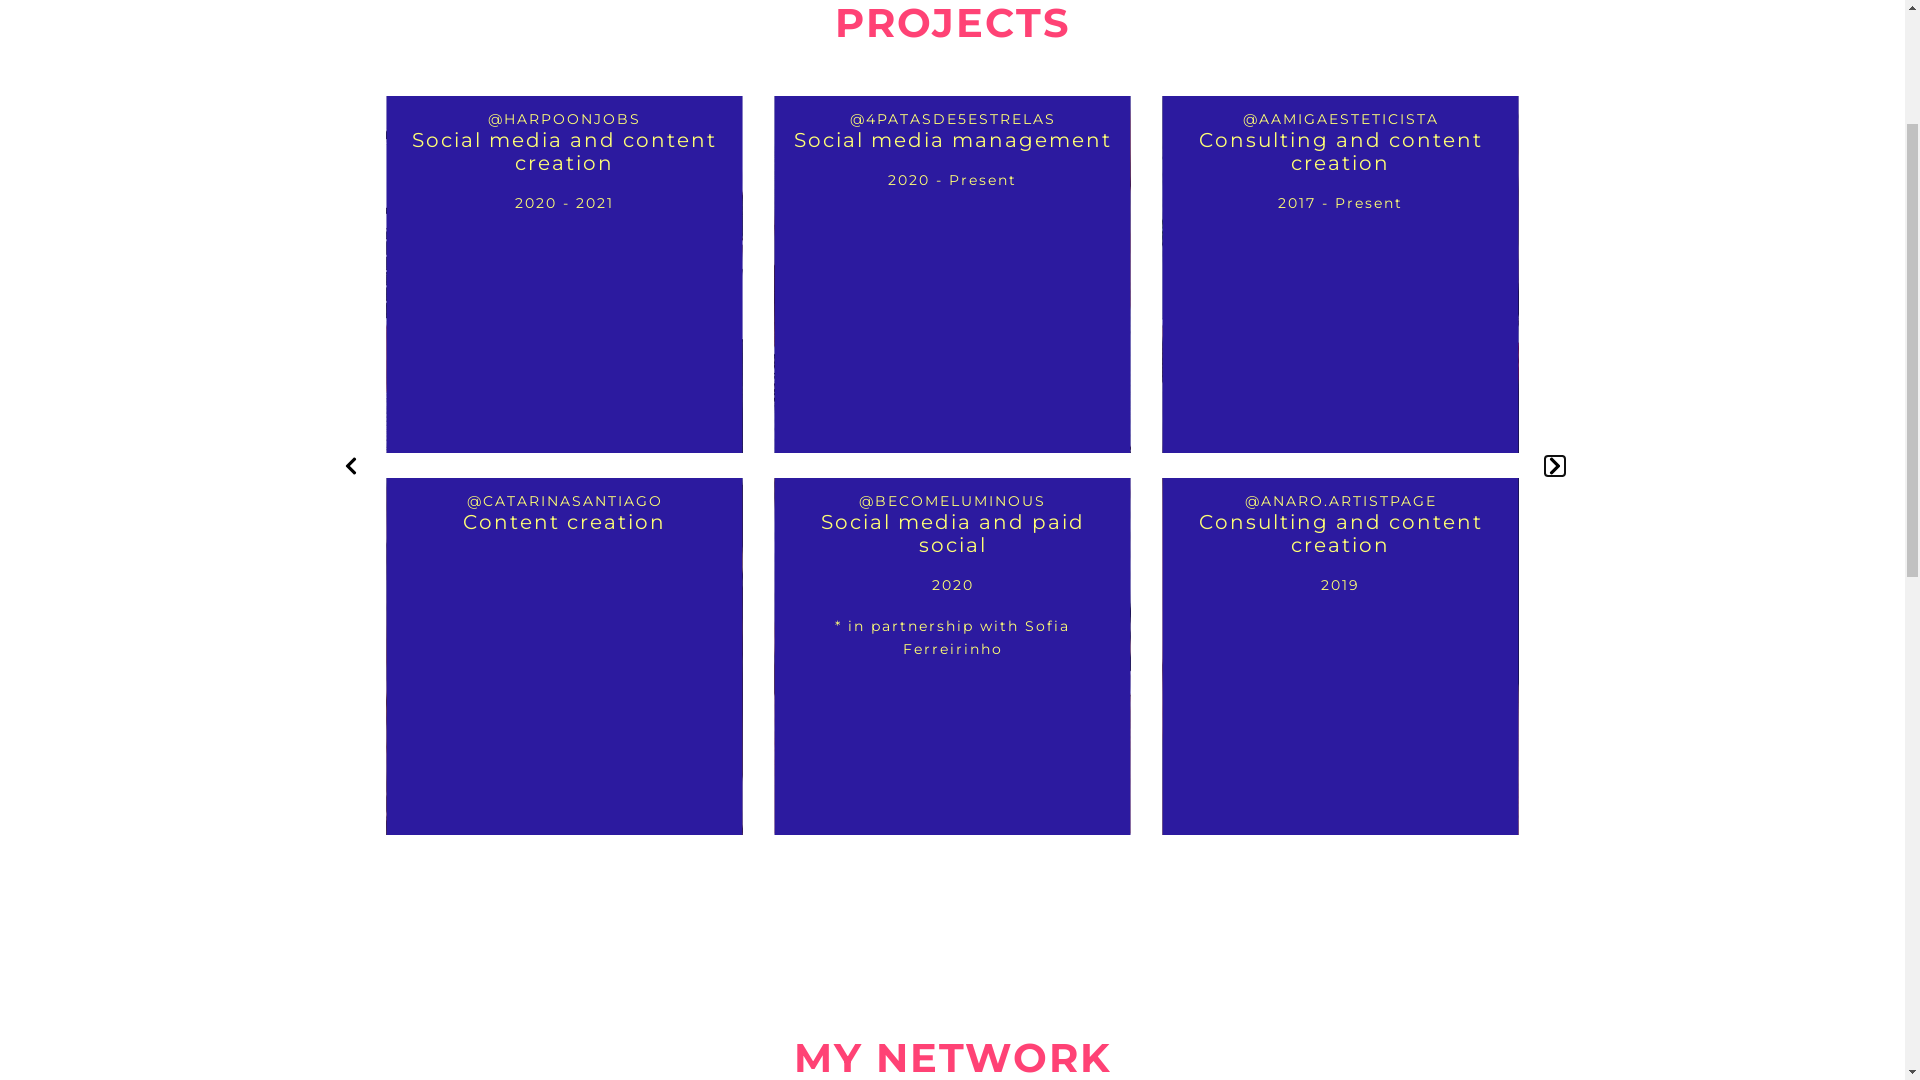 PROJECTS
@HARPOONJOBS
Social media and content
creation
2020 - 2021
@4PATASDE5ESTRELAS
Social media management
2020 - Present
@AAMIGAESTETICISTA
Consulting and content
creation
2017 - Present
@CATARINASANTIAGO
Content creation
@BECOMELUMINOUS
Social media and paid
social
2020
* in partnership with Sofia
Ferreirinho
@ANARO.ARTISTPAGE
Consulting and content
creation
2019
MY NETWORK